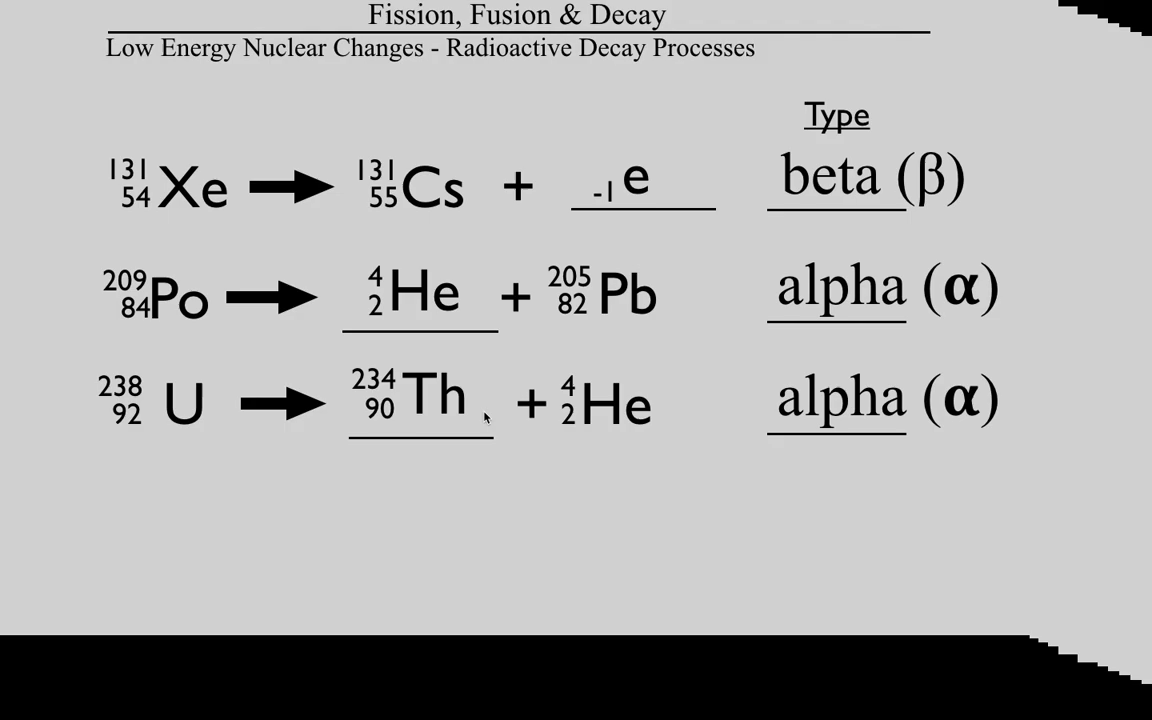 Fission, Fusion & Decay
Low Energy Nuclear Changes - Radioactive Decay Processes
Type
131 54 Xe → 131 55 Cs + -1 e beta (β)
209 84 Po → 4 2 He + 205 82 Pb alpha (α)
238 92 U → 234 90 Th + 4 2 He alpha (α)